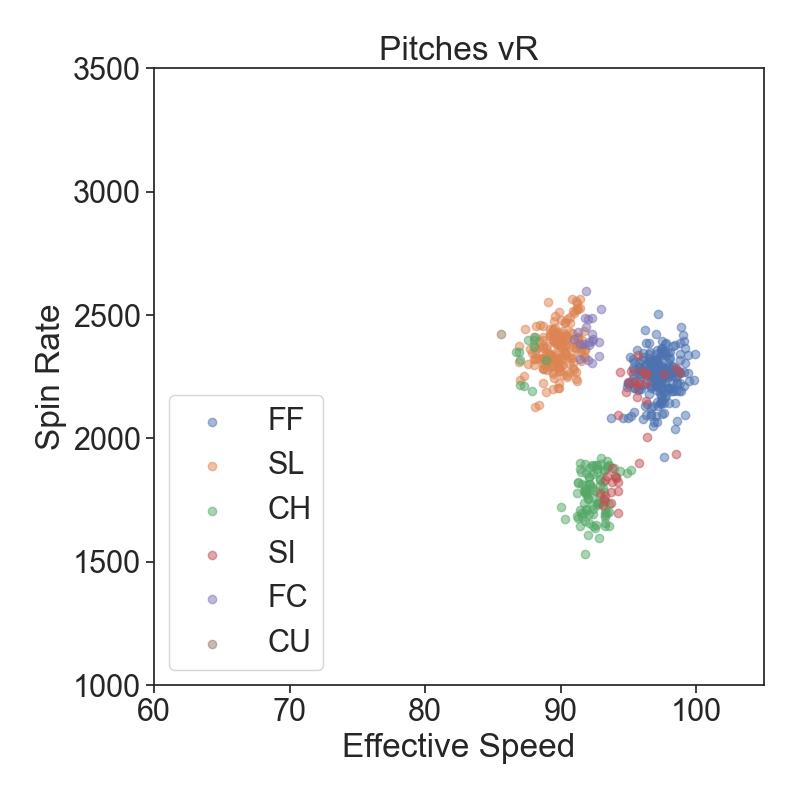 Pitches vR
3500
3000
2500
2000
1500
1000
Spin Rate
FF
SL
CH
SI
FC
CU
60 70 80 90 100
Effective Speed